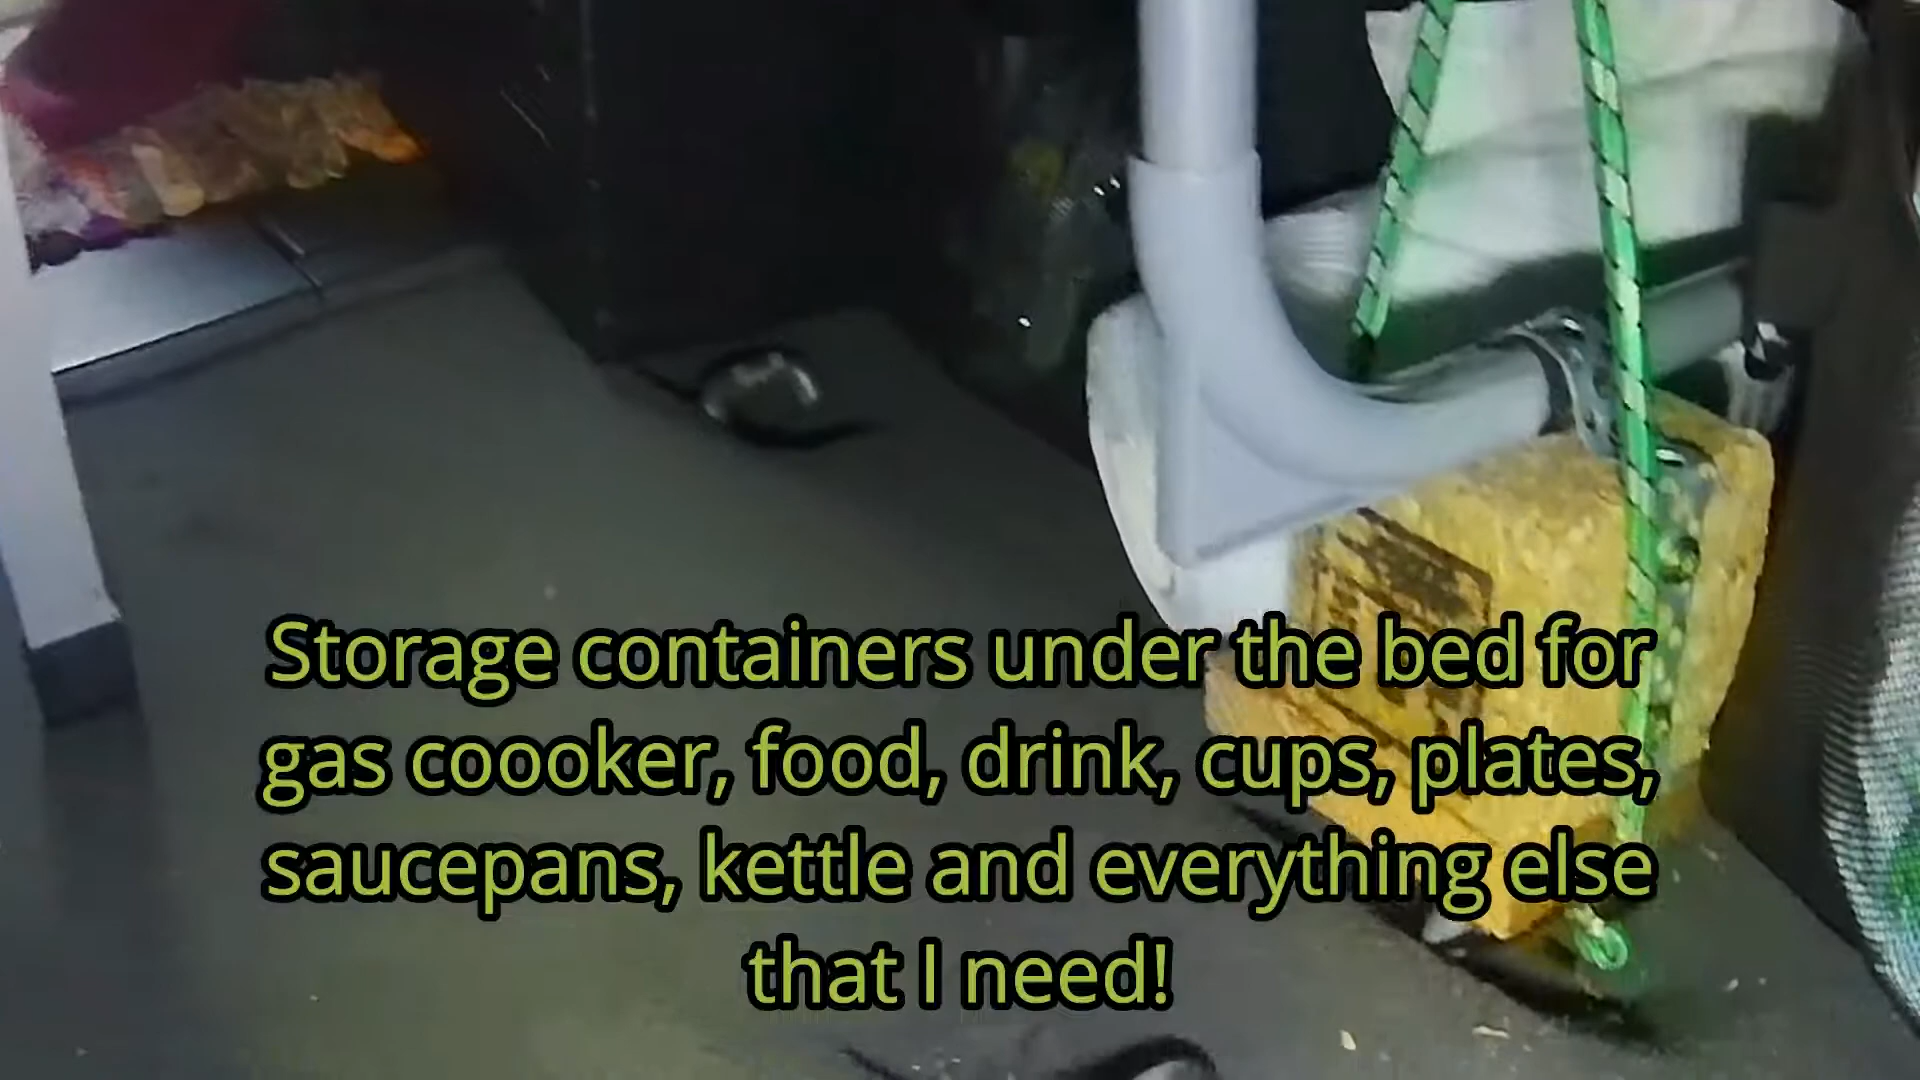 Storage containers under the bed for
gas coooker, food, drink, cups, plates,
saucepans, kettle and everything else
that I need!